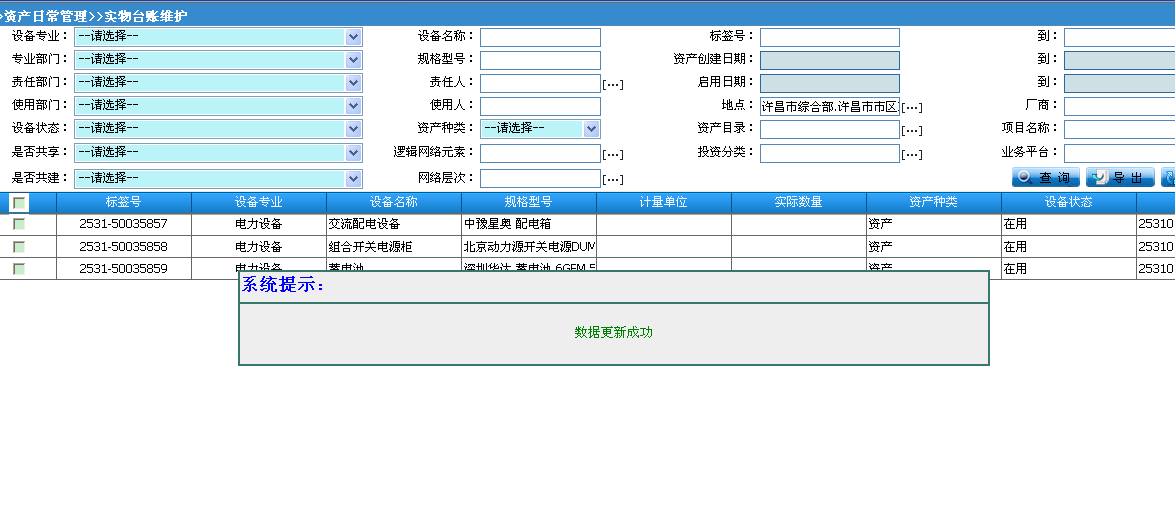 >资产日常管理>>实物台账维护
设备专业： --请选择-- 设备名称： 标签号： 到：
专业部门： --请选择-- 规格型号： 资产创建日期： 到：
责任部门： --请选择-- 责任人： [...] 启用日期： 到：
使用部门： --请选择-- 使用人： 地点： 许昌市综合部.许昌市市区 [...] 厂商：
设备状态： --请选择-- 资产种类： --请选择-- 资产目录： [...] 项目名称：
是否共享： --请选择-- 逻辑网络元素： [...] 投资分类： [...] 业务平台：
是否共建： --请选择-- 网络层次： [...] 查 询 导 出
标签号 设备专业 设备名称 规格型号 计量单位 实际数量 资产种类 设备状态
2531-50035857 电力设备 交流配电设备 中豫星奥 配电箱 资产 在用 25310
2531-50035858 电力设备 组合开关电源柜 北京动力源开关电源DUM 资产 在用 25310
2531-50035859 电力设备 蓄电池 深圳华达 蓄电池 6GFM 5 资产 在用 25310
系统提示：
数据更新成功